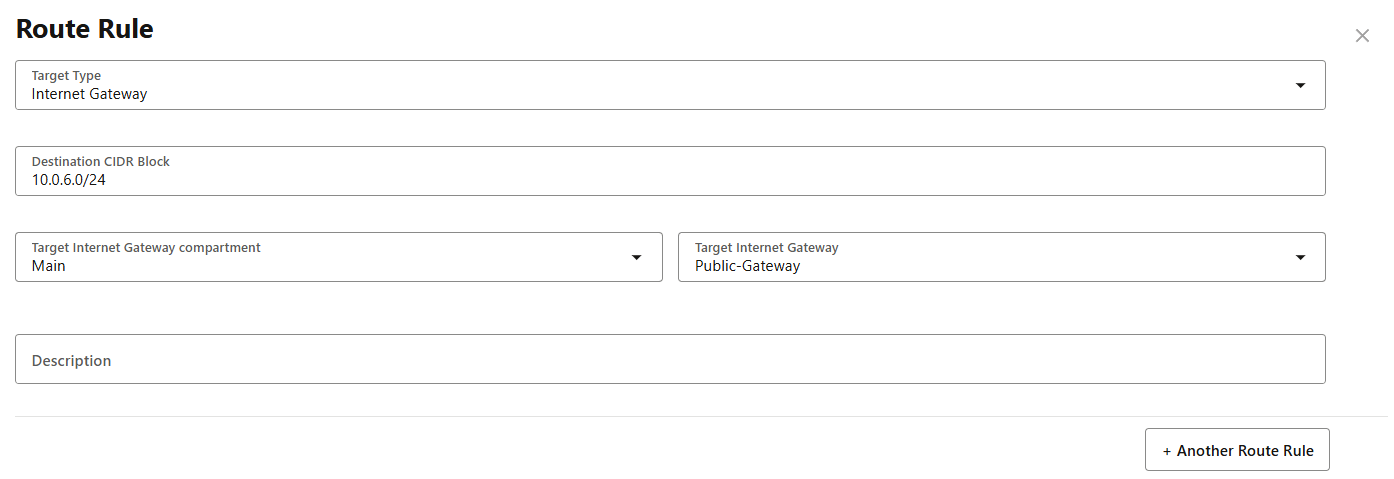 Route Rule
Target Type
Internet Gateway
Destination CIDR Block
10.0.6.0/24
Target Internet Gateway compartment
Main
Target Internet Gateway
Public-Gateway
Description
+ Another Route Rule